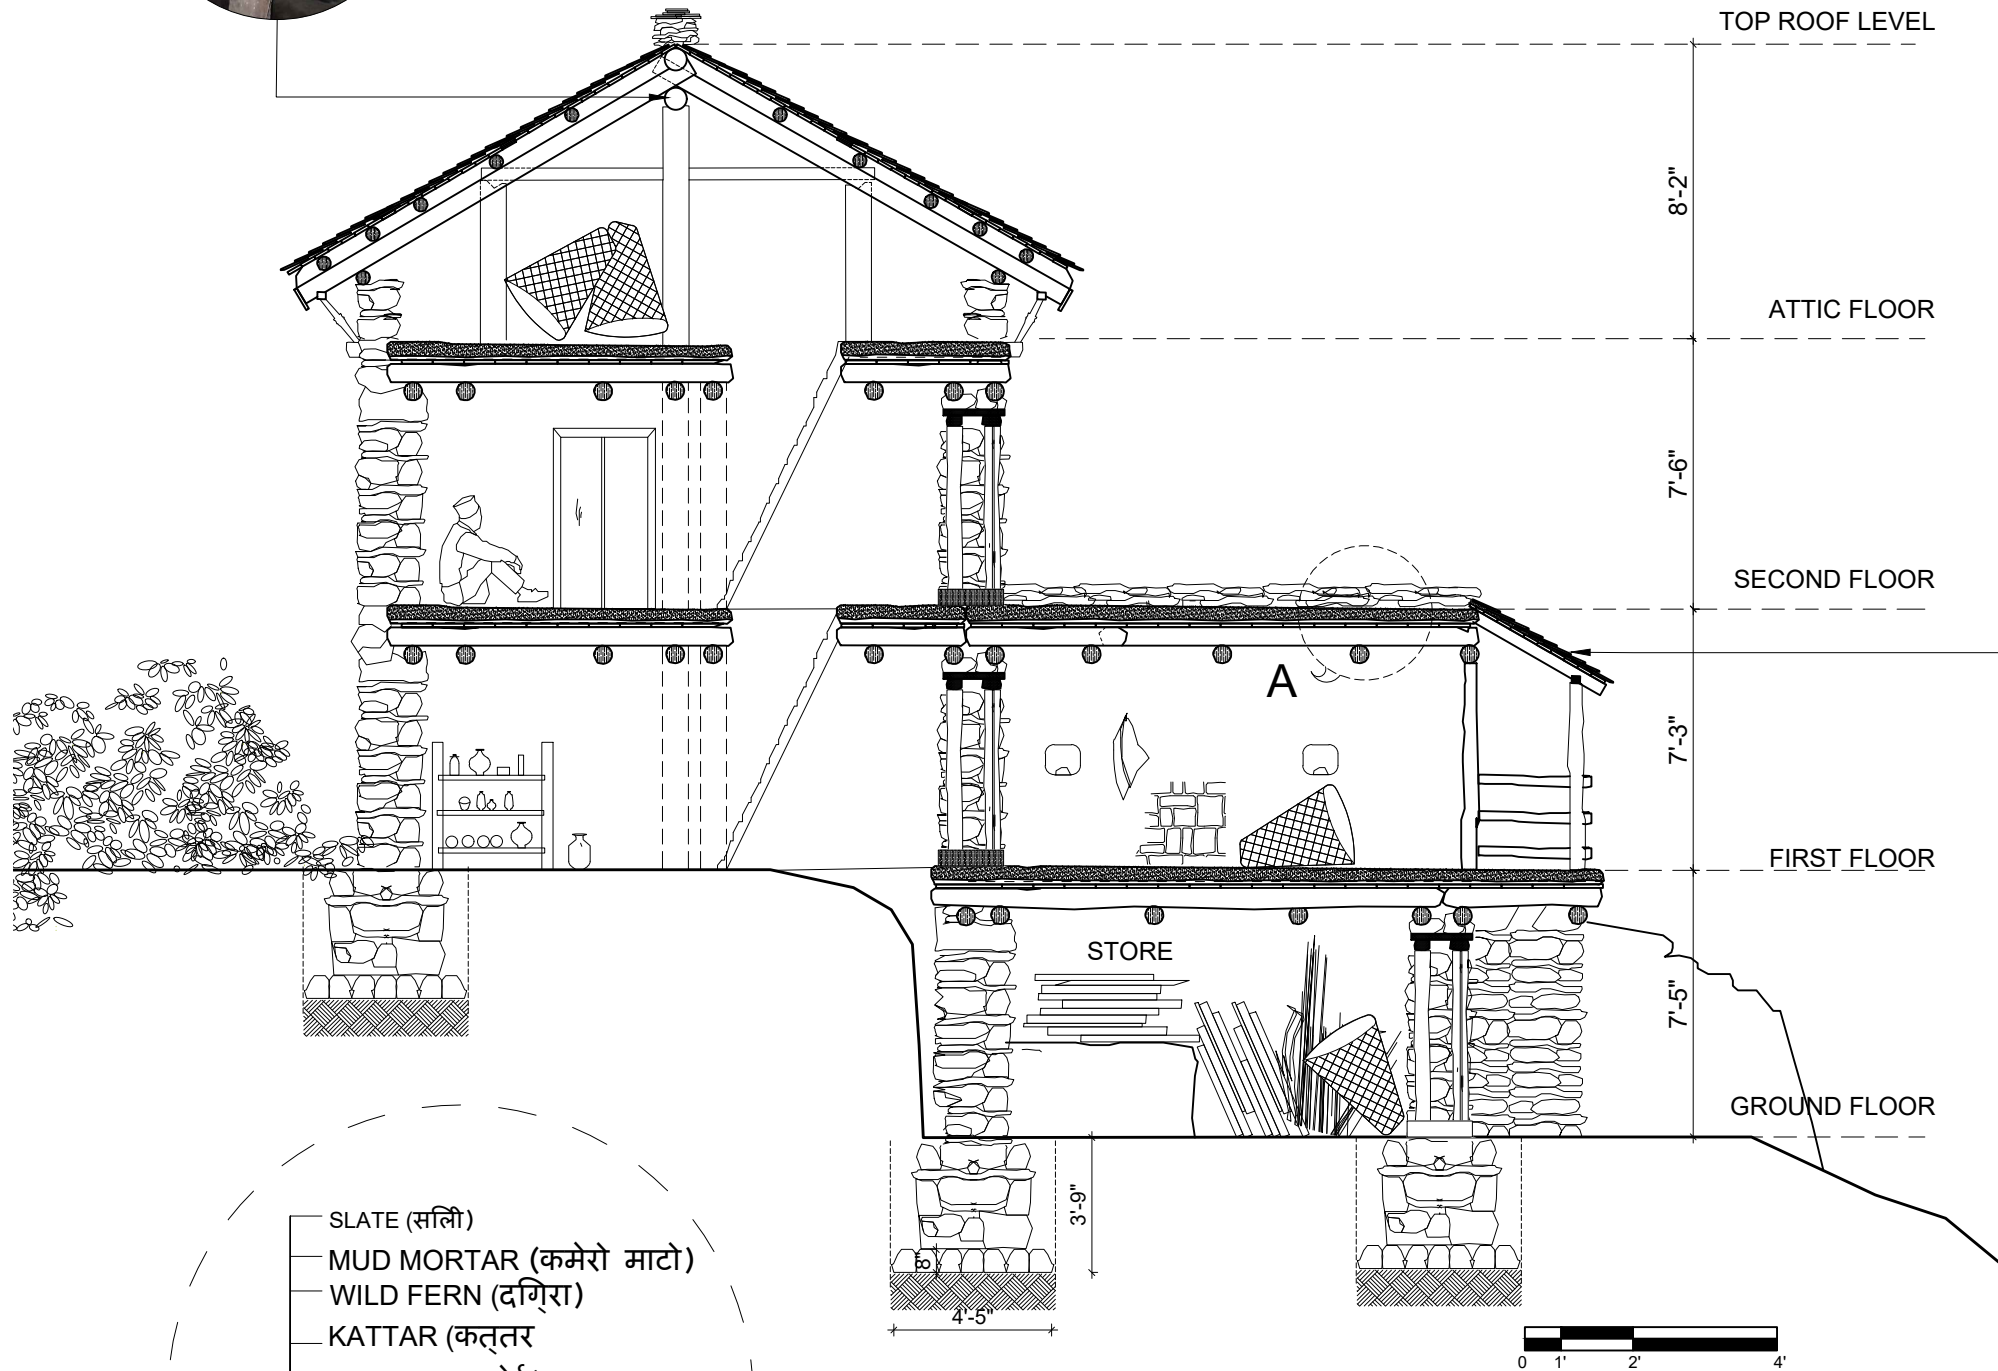 TOP ROOF LEVEL
8'-2"
ATTIC FLOOR
7'-6"
SECOND FLOOR
A
7'-3"
FIRST FLOOR
STORE
7'-5"
GROUND FLOOR
3'-9"
8"
4'-5"
SLATE (सलिी)
MUD MORTAR (कमेरो माटो)
WILD FERN (दगि्रा)
KATTAR (कत्तर
0 1' 2' 4'